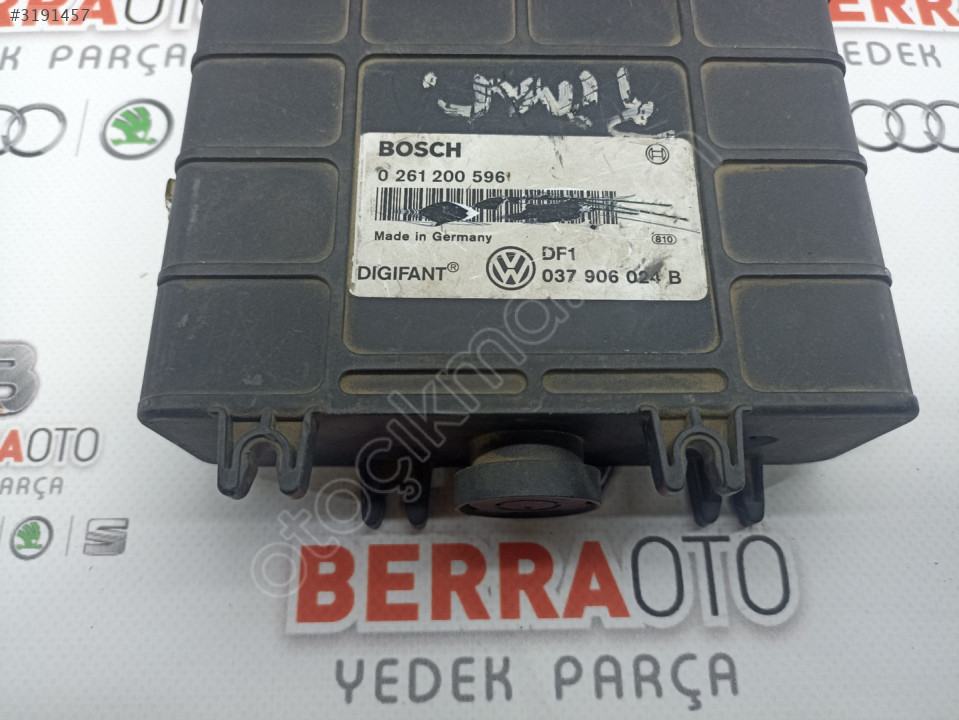 #3191457
BERRAOTO
YEDEK PARÇA
BOSCH
0 261 200 596
Made in Germany
810
DIGIFANT®
DF1
037 906 024 B
otoçıkma
RRAOTO
K PARÇA
BERRAOTO
YEDEK PARÇA